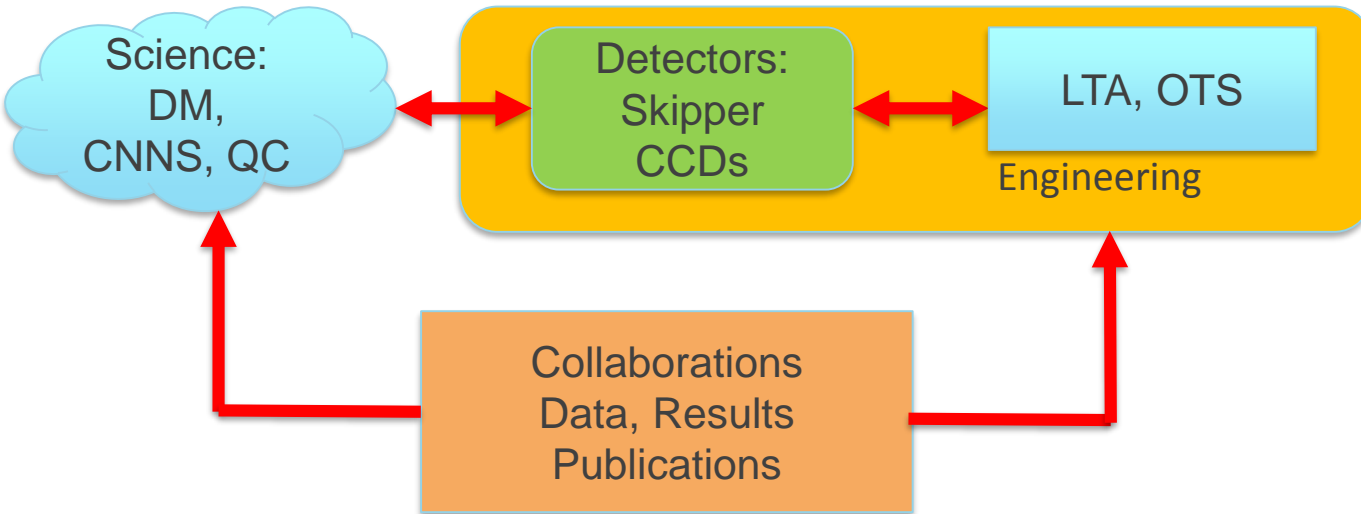 Science:
DM,
CNNS, QC
Detectors:
Skipper
CCDs
LTA, OTS
Engineering
Collaborations
Data, Results
Publications